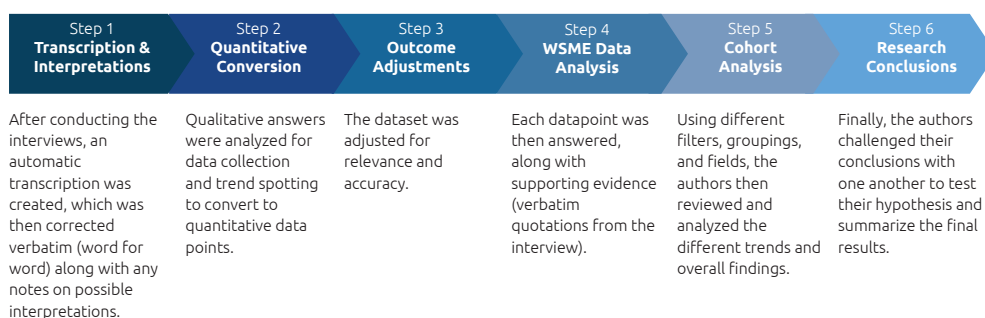 Step 1
Transcription &
Interpretations
Step 2
Quantitative
Conversion
Step 3
Outcome
Adjustments
Step 4
WSME Data
Analysis
Step 5
Cohort
Analysis
Step 6
Research
Conclusions
After conducting the
interviews, an
automatic
transcription was
created, which was
then corrected
verbatim (word for
word) along with any
notes on possible
interpretations.
Qualitative answers
were analyzed for
data collection
and trend spotting
to convert to
quantitative data
points.
The dataset was
adjusted for
relevance and
accuracy.
Each datapoint was
then answered,
along with
supporting evidence
(verbatim
quotations from the
interview).
Using different
filters, groupings,
and fields, the
authors then
reviewed and
analyzed the
different trends and
overall findings.
Finally, the authors
challenged their
conclusions with
one another to test
their hypothesis and
summarize the final
results.